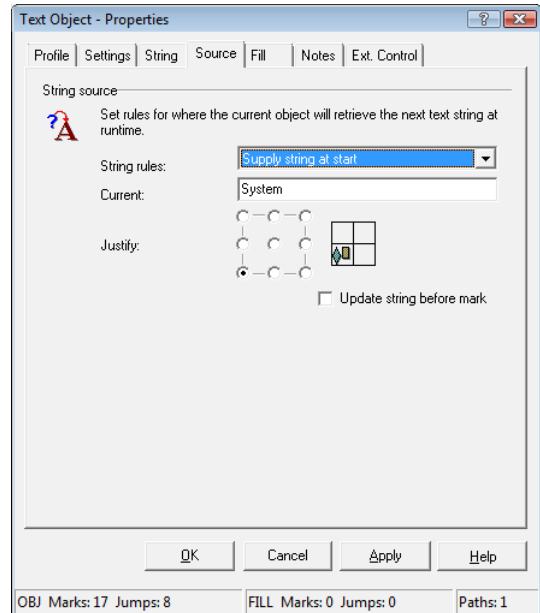 Text Object - Properties
Profile Settings String Source Fill Notes Ext. Control
String source
Set rules for where the current object will retrieve the next text string at
runtime.
String rules: Supply string at start
Current: System
Justify:
Update string before mark
OK Cancel Apply Help
OBJ Marks: 17 Jumps: 8 FILL Marks: 0 Jumps: 0 Paths: 1